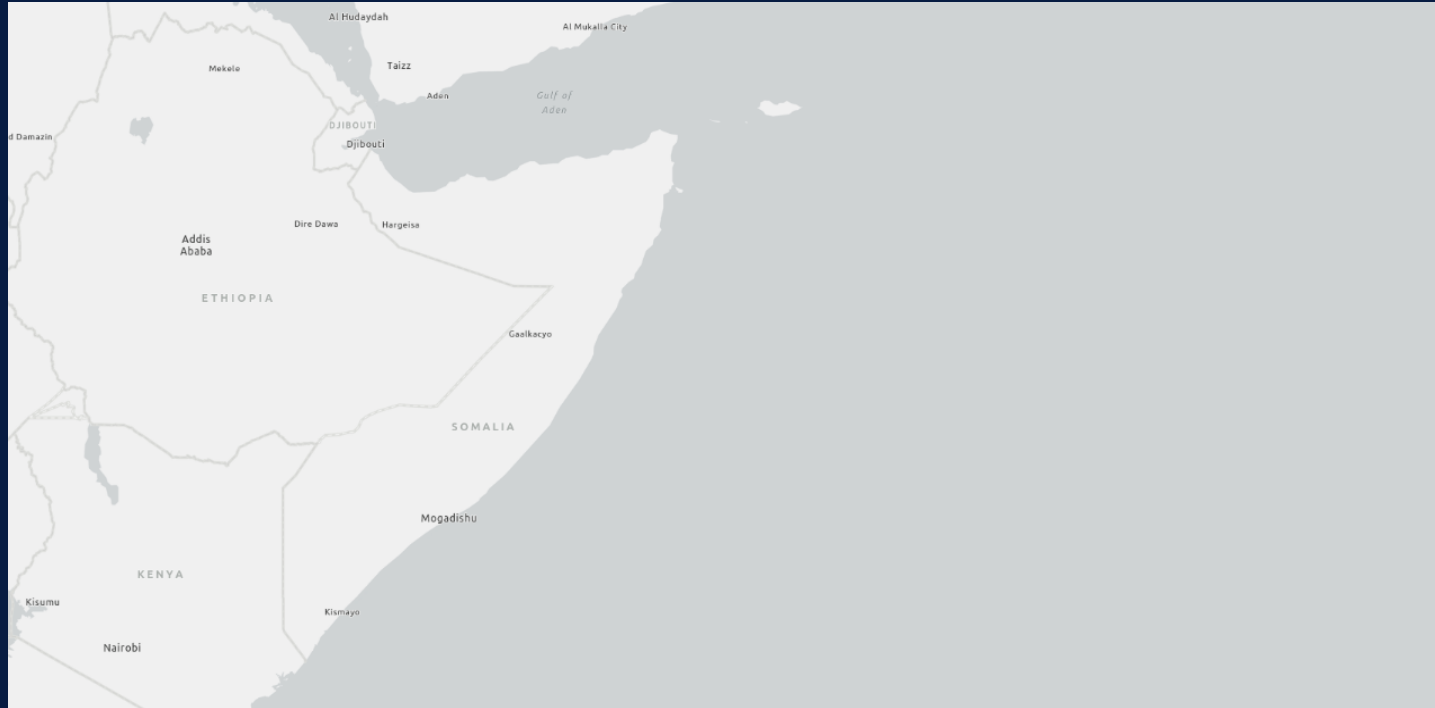 Al Hudaydah
Al Mukalla City
Mekele
Taizz
Aden
Gulf of
Aden
DJIBOUTI
d Damazin
Djibouti
Dire Dawa
Hargeisa
Addis
Ababa
ETHIOPIA
Gaalkacyo
SOMALIA
Mogadishu
KENYA
Kisumu
Kismayo
Nairobi